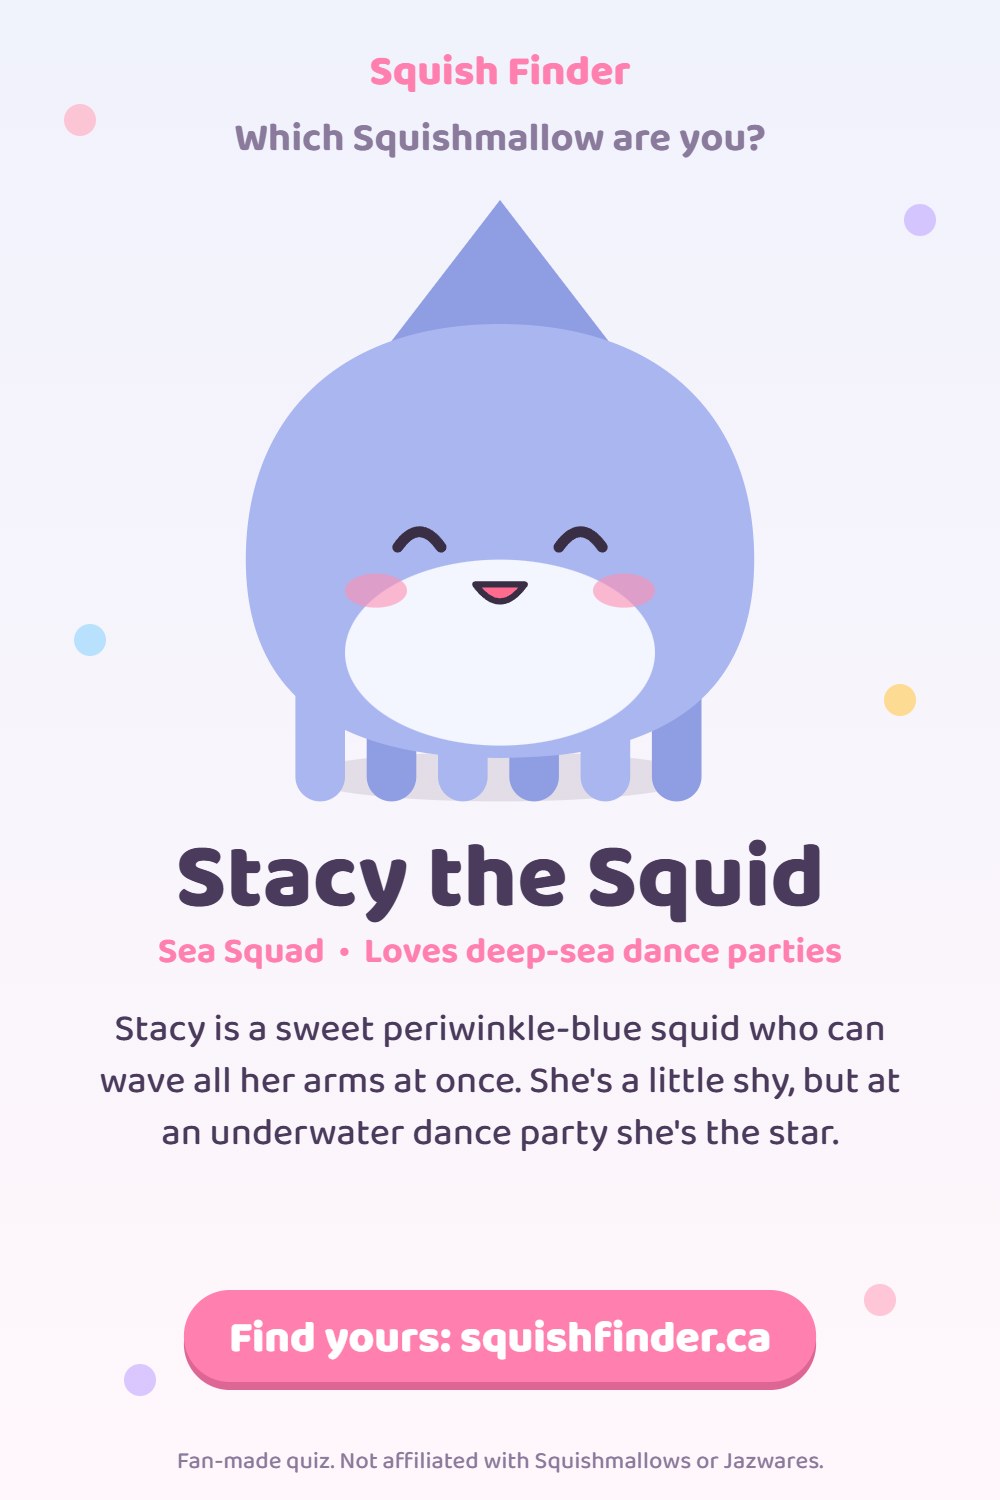 Squish Finder
Which Squishmallow are you?
Stacy the Squid
Sea Squad • Loves deep-sea dance parties
Stacy is a sweet periwinkle-blue squid who can
wave all her arms at once. She's a little shy, but at
an underwater dance party she's the star.
Find yours: squishfinder.ca
Fan-made quiz. Not affiliated with Squishmallows or Jazwares.